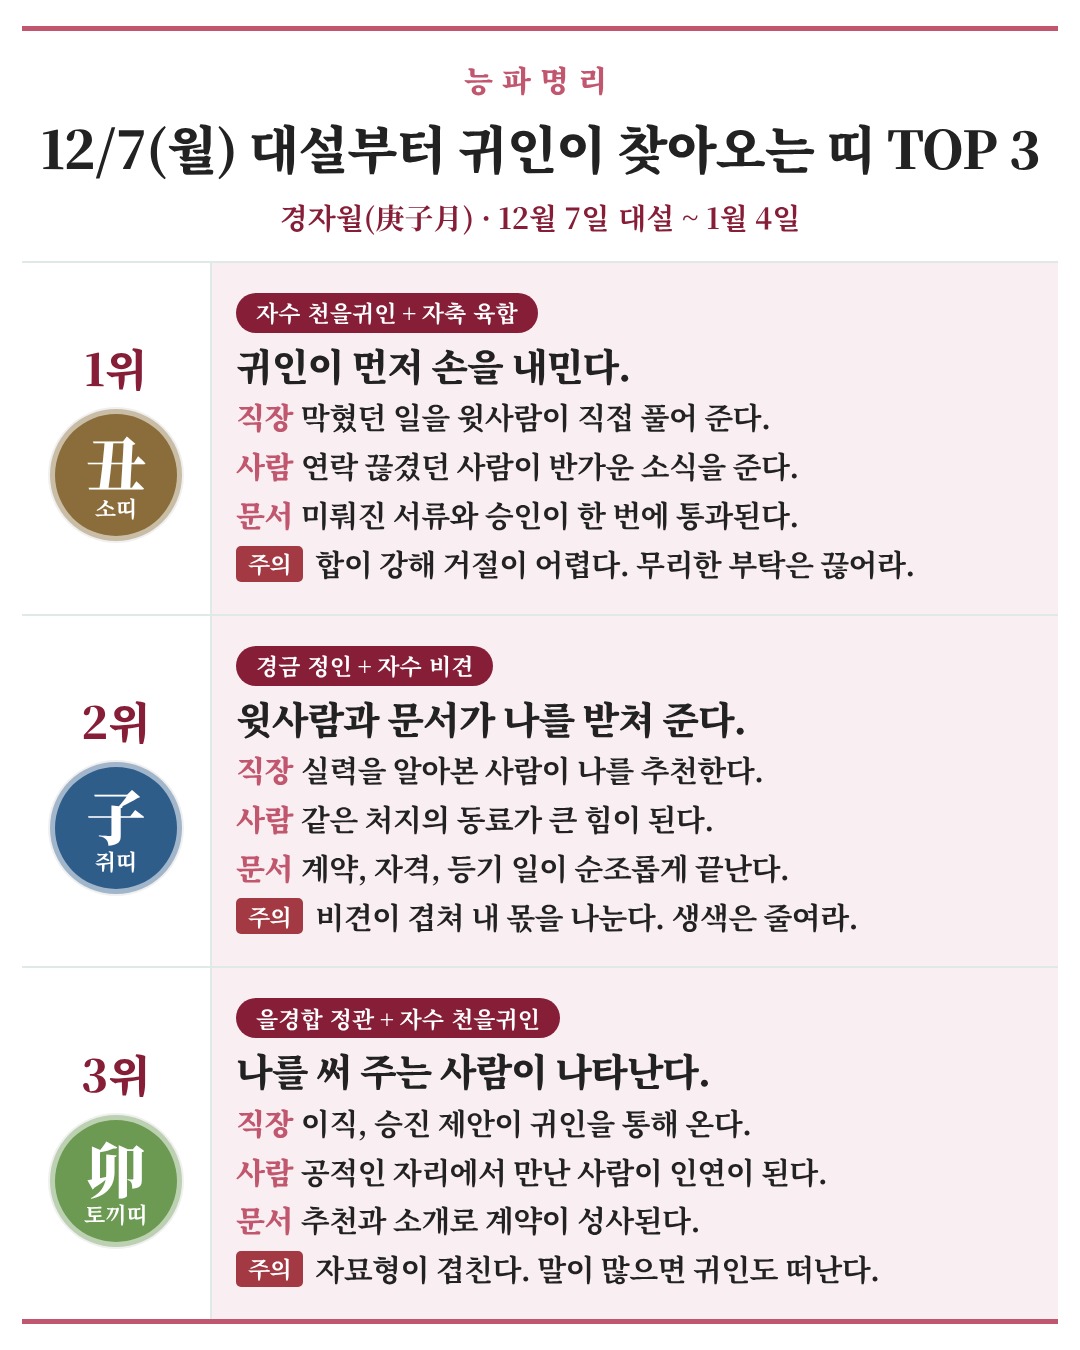 능파명리
12/7(월) 대설부터 귀인이 찾아오는 띠 TOP 3
경자월(庚子月) · 12월 7일 대설 ~ 1월 4일
1위
丑
소띠
자수 천을귀인 + 자축 육합
귀인이 먼저 손을 내민다.
직장 막혔던 일을 윗사람이 직접 풀어 준다.
사람 연락 끊겼던 사람이 반가운 소식을 준다.
문서 미뤄진 서류와 승인이 한 번에 통과된다.
주의 합이 강해 거절이 어렵다. 무리한 부탁은 끊어라.
2위
子
쥐띠
경금 정인 + 자수 비견
윗사람과 문서가 나를 받쳐 준다.
직장 실력을 알아본 사람이 나를 추천한다.
사람 같은 처지의 동료가 큰 힘이 된다.
문서 계약, 자격, 등기 일이 순조롭게 끝난다.
주의 비견이 겹쳐 내 몫을 나눈다. 생색은 줄여라.
3위
卯
토끼띠
을경합 정관 + 자수 천을귀인
나를 써 주는 사람이 나타난다.
직장 이직, 승진 제안이 귀인을 통해 온다.
사람 공적인 자리에서 만난 사람이 인연이 된다.
문서 추천과 소개로 계약이 성사된다.
주의 자묘형이 겹친다. 말이 많으면 귀인도 떠난다.